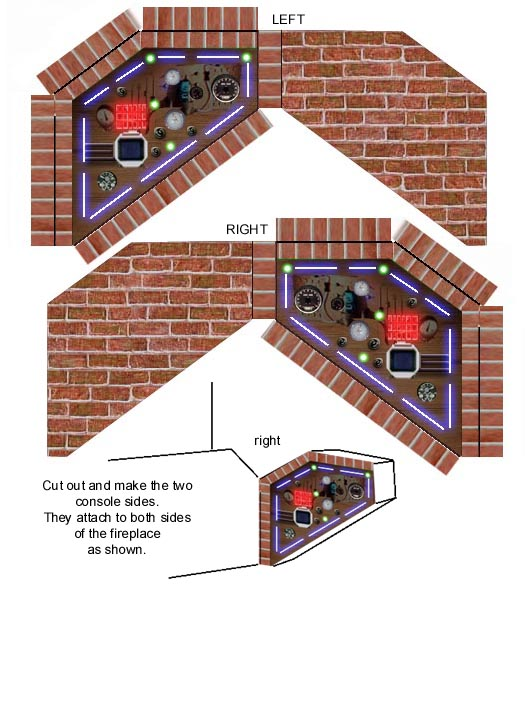 LEFT
RIGHT
right
Cut out and make the two
console sides.
They attach to both sides
of the fireplace
as shown.